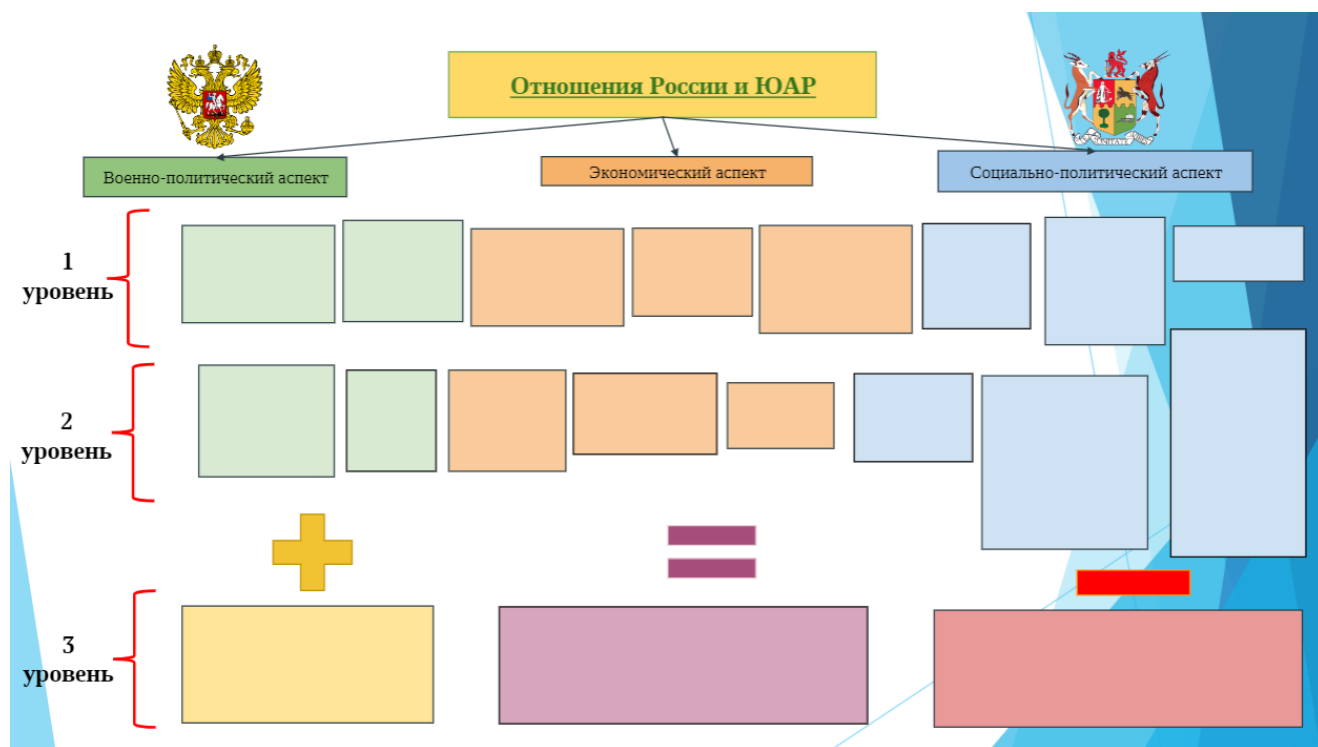 Отношения России и ЮАР
Военно-политический аспект
Экономический аспект
Социально-политический аспект
1
уровень
2
уровень
3
уровень